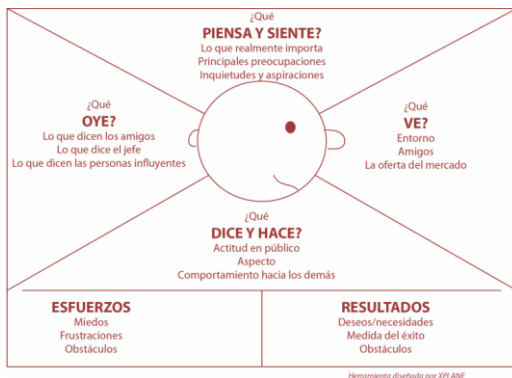 ¿Qué
PIENSA Y SIENTE?
Lo que realmente importa
Principales preocupaciones
Inquietudes y aspiraciones
¿Qué
OYE?
Lo que dicen los amigos
Lo que dice el jefe
Lo que dicen las personas influyentes
¿Qué
VE?
Entorno
Amigos
La oferta del mercado
¿Qué
DICE Y HACE?
Actitud en público
Aspecto
Comportamiento hacia los demás
ESFUERZOS
Miedos
Frustraciones
Obstáculos
RESULTADOS
Deseos/necesidades
Medida del éxito
Obstáculos
Herramienta diseñada por XPLANE